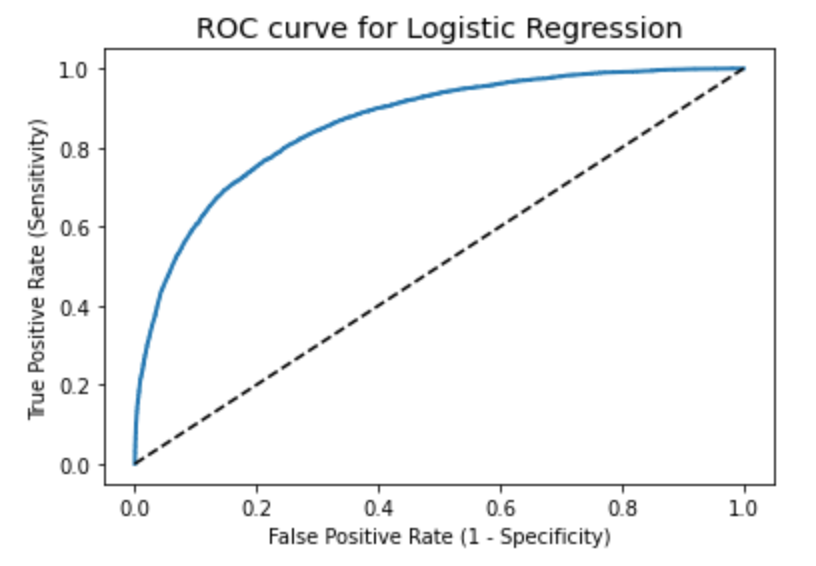 ROC curve for Logistic Regression
1.0
0.8
0.6
0.4
0.2
0.0
True Positive Rate (Sensitivity)
0.0 0.2 0.4 0.6 0.8 1.0
False Positive Rate (1 - Specificity)